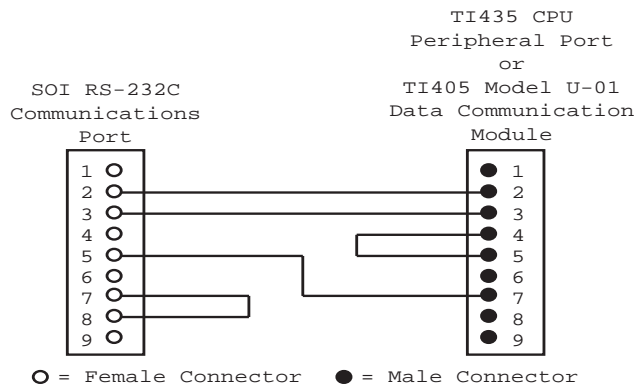 TI435 CPU
Peripheral Port
or
TI405 Model U-01
Data Communication
Module
SOI RS-232C
Communications
Port
1
2
3
4
5
6
7
8
9
1
2
3
4
5
6
7
8
9
= Female Connector
= Male Connector